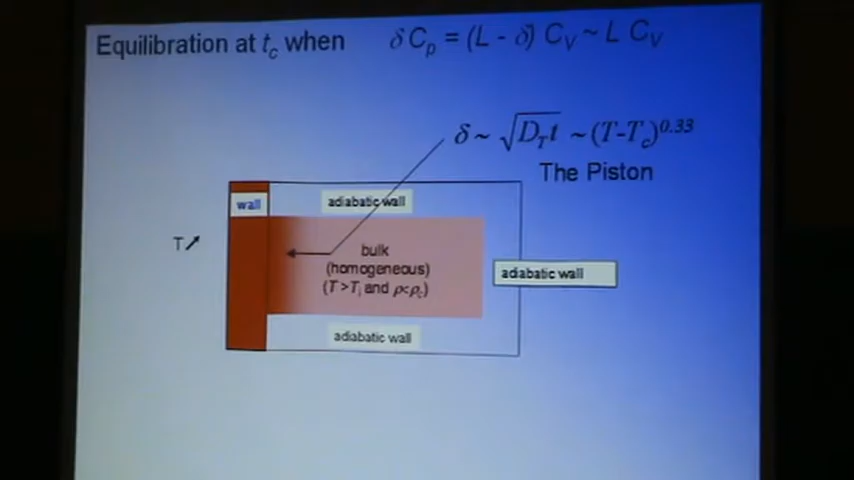 Equilibration at t_c when δ C_p = (L - δ) C_V ~ L C_V
δ ~ √D_T t ~ (T-T_c)^0.33
The Piston
wall
adiabatic wall
T↗
bulk
(homogeneous)
(T >T_i and ρ<ρ_c)
adiabatic wall
adiabatic wall